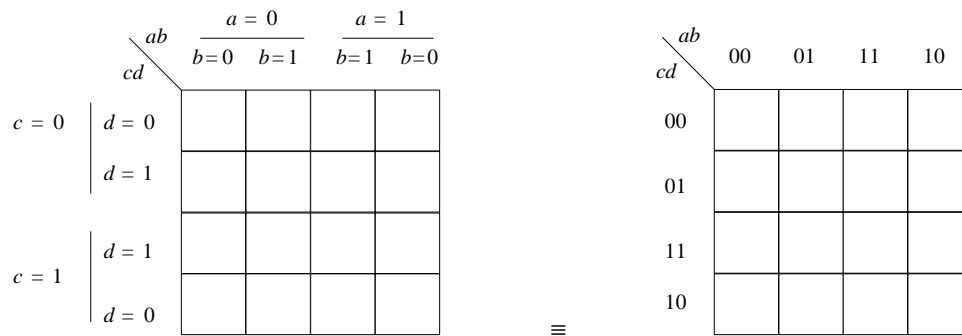 a = 0 a = 1
ab
b=0 b=1 b=1 b=0
cd
c = 0 d = 0
d = 1
d = 1
c = 1
d = 0
≡
ab
00 01 11 10
cd
00
01
11
10